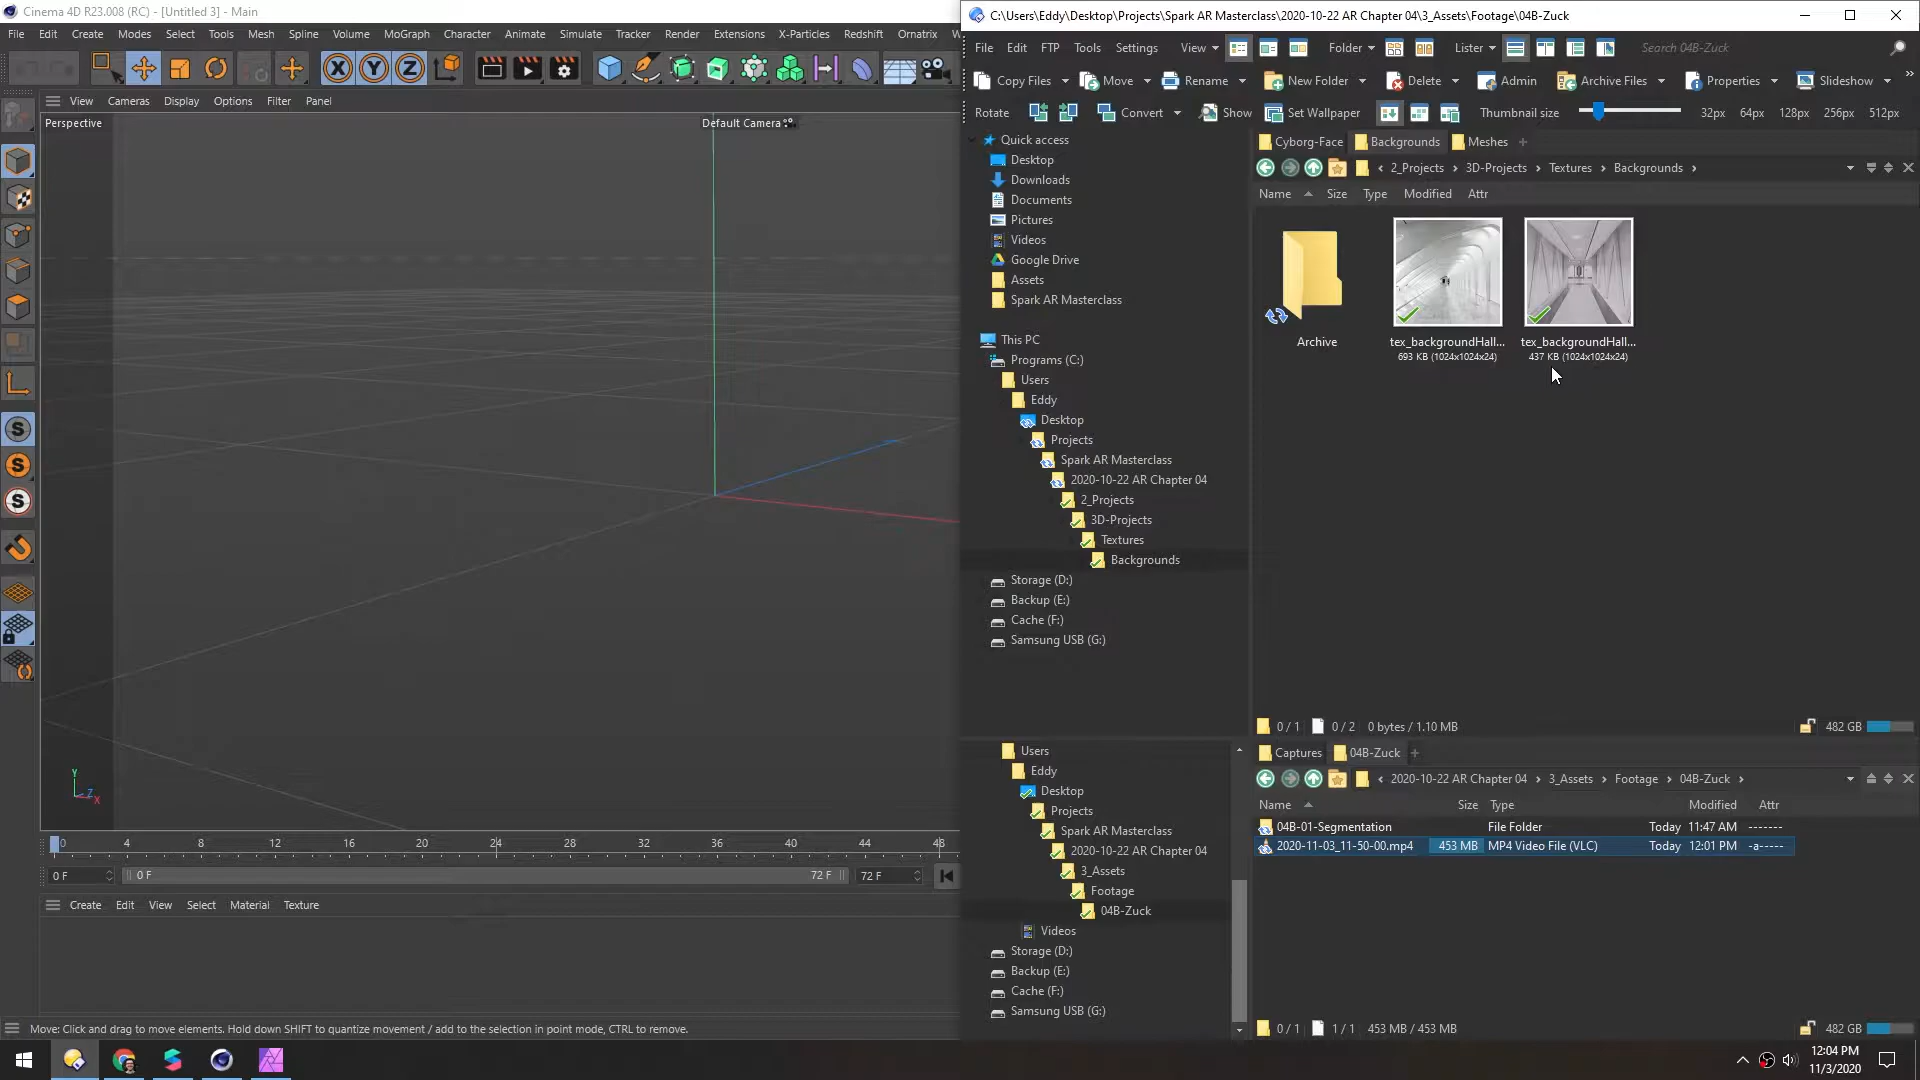 Cinema 4D R23.008 (RC) - [Untitled 3] - Main
File Edit Create Modes Select Tools Mesh Spline Volume MoGraph Character Animate Simulate Tracker Render Extensions X-Particles Redshift Ornatrix W
X Y Z
View Cameras Display Options Filter Panel
Perspective
Default Camera
S
S
S
Y
Z
X
0 4 8 12 16 20 24 28 32 36 40 44 48
0 F 0 F 72 F 72 F
Create Edit View Select Material Texture
Move: Click and drag to move elements. Hold down SHIFT to quantize movement / add to the selection in point mode, CTRL to remove.
C:\Users\Eddy\Desktop\Projects\Spark AR Masterclass\2020-10-22 AR Chapter 04\3_Assets\Footage\04B-Zuck
File Edit FTP Tools Settings View Folder Lister Search 04B-Zuck
Copy Files Move Rename New Folder Delete Admin Archive Files Properties Slideshow »
Rotate Convert Show Set Wallpaper Thumbnail size 32px 64px 128px 256px 512px
Quick access
Desktop
Downloads
Documents
Pictures
Videos
Google Drive
Assets
Spark AR Masterclass
This PC
Programs (C:)
Users
Eddy
Desktop
Projects
Spark AR Masterclass
2020-10-22 AR Chapter 04
2_Projects
3D-Projects
Textures
Backgrounds
Storage (D:)
Backup (E:)
Cache (F:)
Samsung USB (G:)
Cyborg-Face Backgrounds Meshes +
2_Projects › 3D-Projects › Textures › Backgrounds ›
Name Size Type Modified Attr
Archive
tex_backgroundHall...
693 KB (1024x1024x24)
tex_backgroundHall...
437 KB (1024x1024x24)
0 / 1 0 / 2 0 bytes / 1.10 MB 482 GB
Users
Eddy
Desktop
Projects
Spark AR Masterclass
2020-10-22 AR Chapter 04
3_Assets
Footage
04B-Zuck
Videos
Storage (D:)
Backup (E:)
Cache (F:)
Samsung USB (G:)
Captures 04B-Zuck +
2020-10-22 AR Chapter 04 › 3_Assets › Footage › 04B-Zuck ›
Name Size Type Modified Attr
04B-01-Segmentation File Folder Today 11:47 AM -------
2020-11-03_11-50-00.mp4 453 MB MP4 Video File (VLC) Today 12:01 PM -a-----
0 / 1 1 / 1 453 MB / 453 MB 482 GB
12:04 PM
11/3/2020